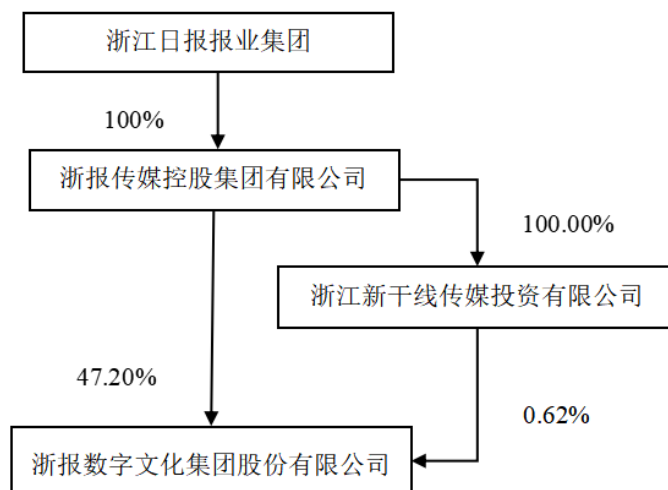 浙江日报报业集团
100%
浙报传媒控股集团有限公司
100.00%
浙江新干线传媒投资有限公司
47.20%
0.62%
浙报数字文化集团股份有限公司